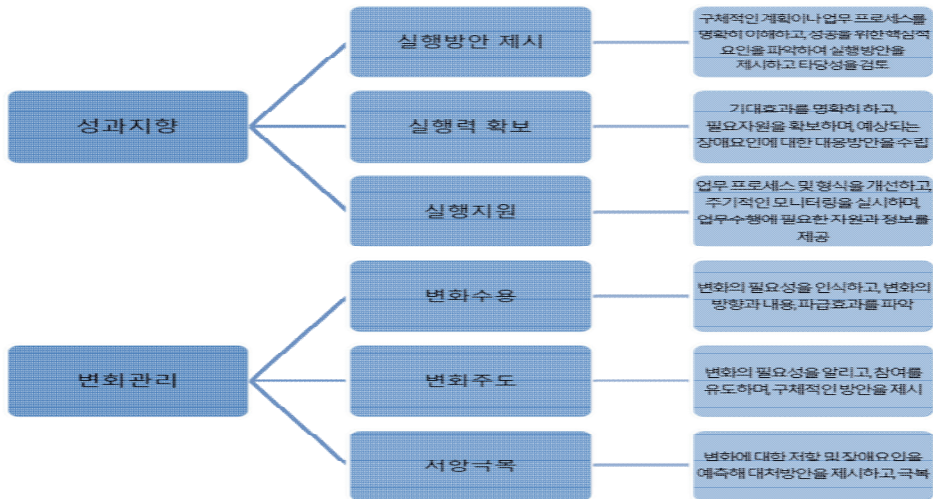 성과지향
실행방안 제시
구체적인 계획이나 업무 프로세스를
명확히 이해하고, 성공을 위한 핵심적
요인을 파악하여 실행방안을
제시하고 타당성을 검토
실행력 확보
기대효과를 명확히 하고,
필요자원을 확보하며, 예상되는
장애요인에 대한 대응방안을 수립
실행지원
업무 프로세스 및 형식을 개선하고,
주기적인 모니터링을 실시하며,
업무수행에 필요한 자원과 정보를
제공
변화관리
변화수용
변화의 필요성을 인식하고, 변화의
방향과 내용, 파급효과를 파악
변화주도
변화의 필요성을 알리고, 참여를
유도하며, 구체적인 방안을 제시
저항극복
변화에 대한 저항 및 장애요인을
예측해 대처방안을 제시하고, 극복